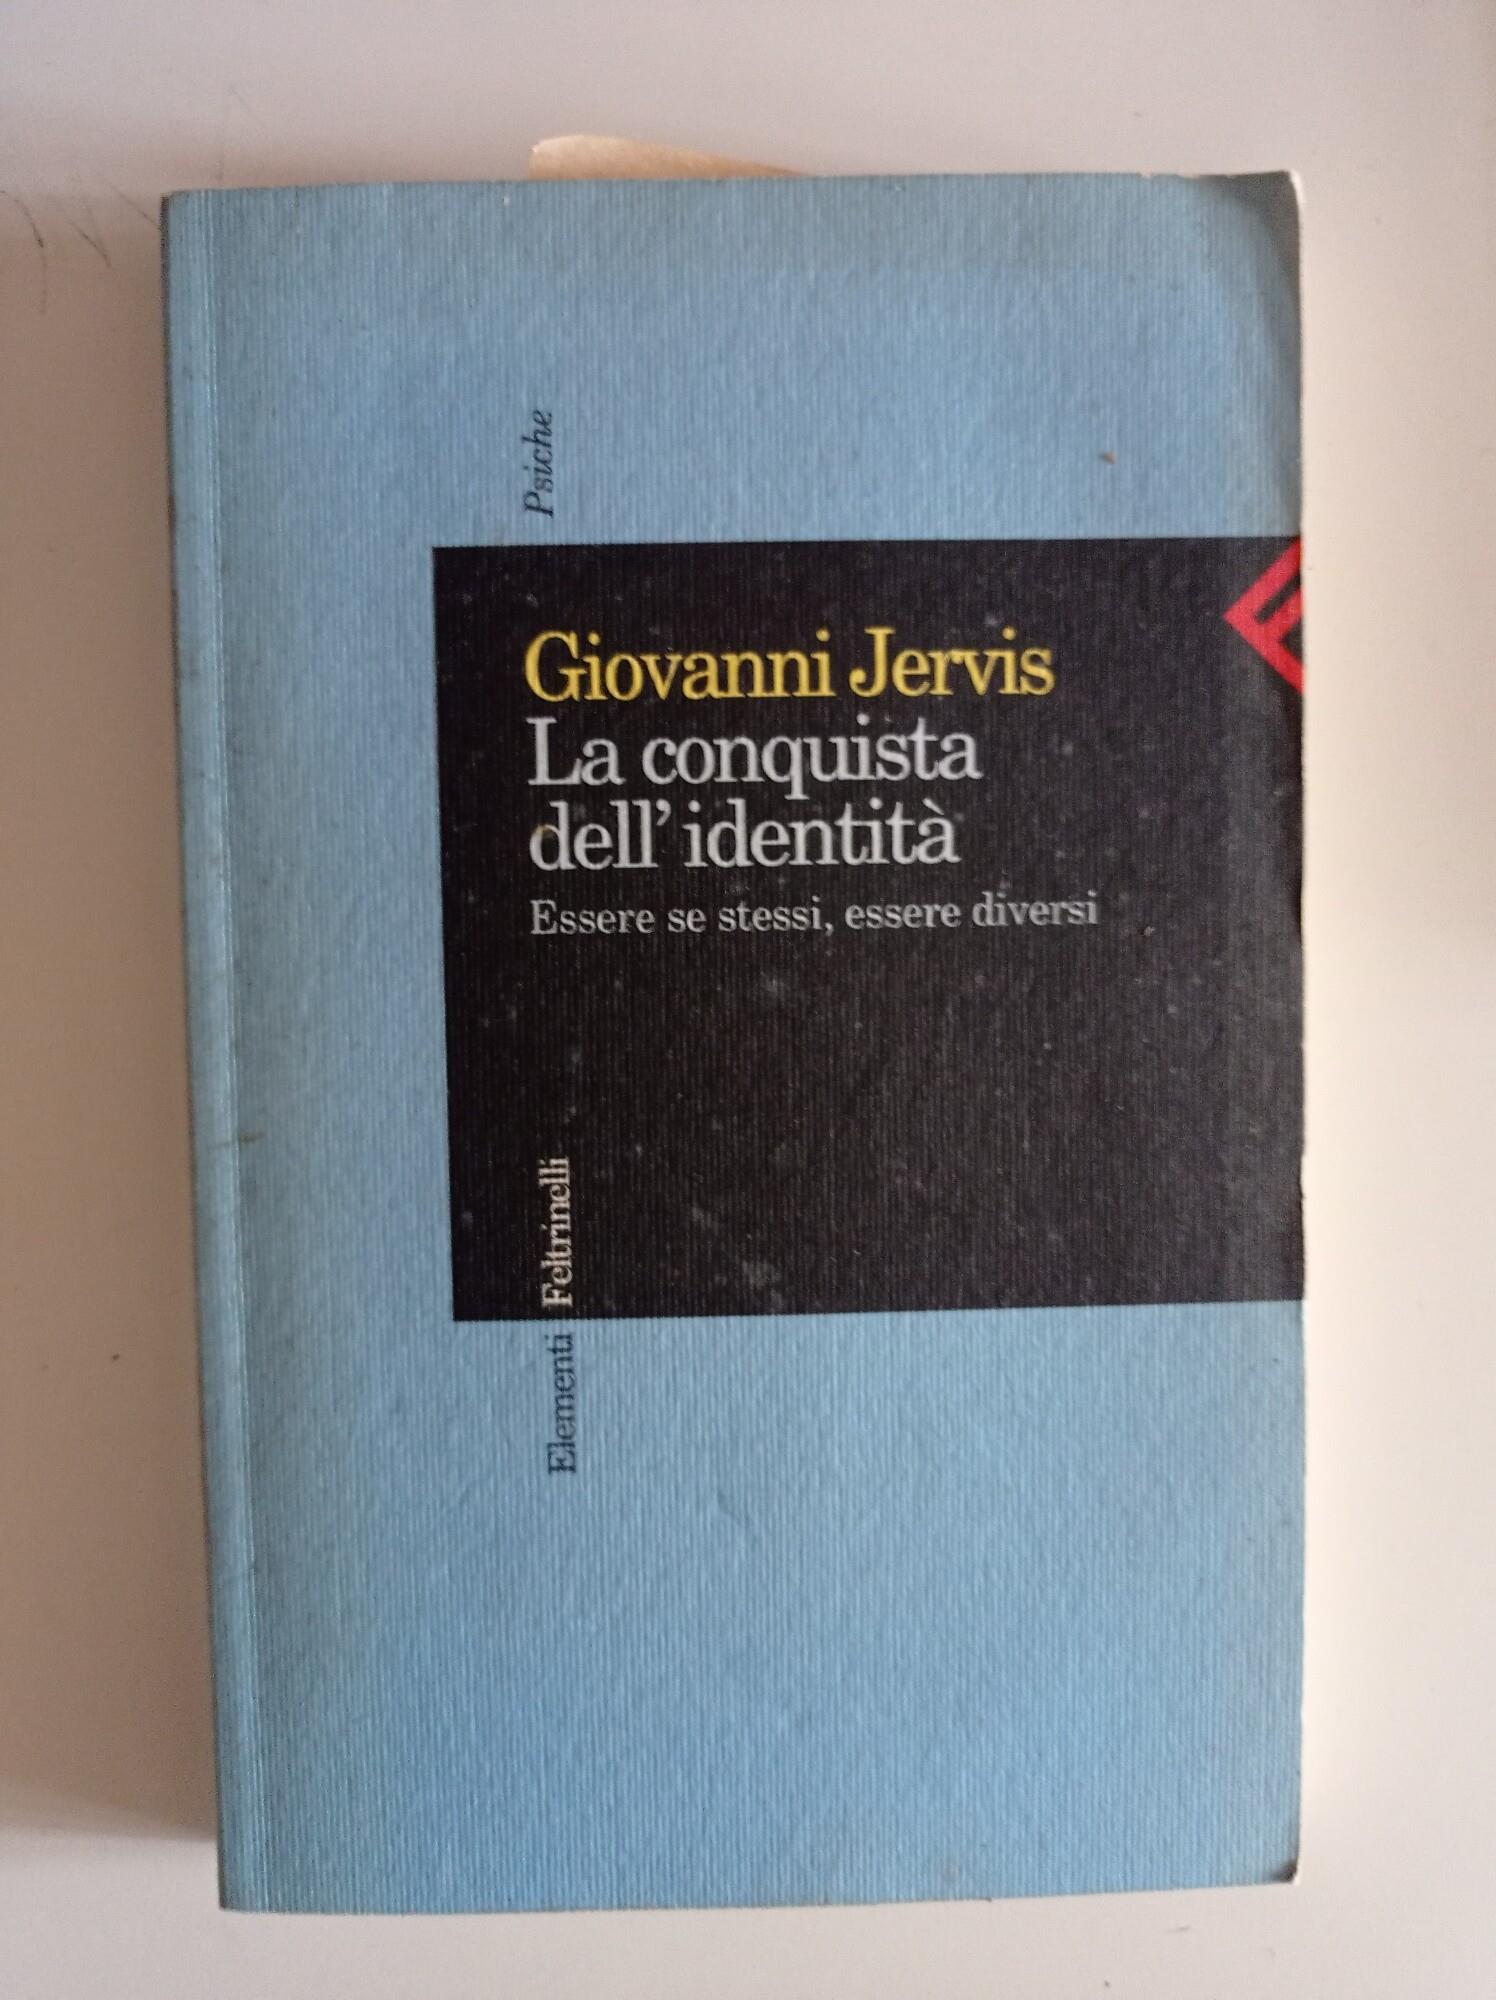 Psiche
Giovanni Jervis
La conquista
dell'identità
Essere se stessi, essere diversi
Elementi Feltrinelli